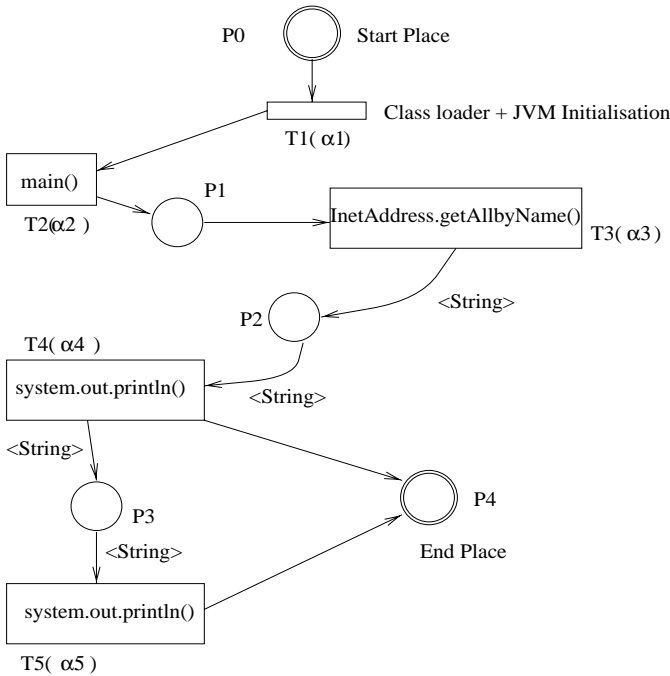 P0
Start Place
Class loader + JVM Initialisation
T1( α1)
main()
T2(α2 )
P1
InetAddress.getAllbyName()
T3( α3 )
<String>
P2
T4( α4 )
system.out.println()
<String>
<String>
P3
P4
<String>
End Place
system.out.println()
T5( α5 )